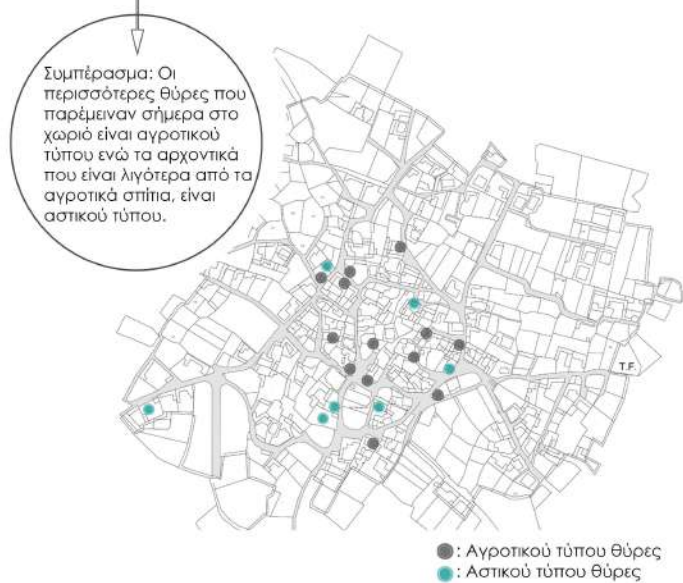 Συμπέρασμα: Οι
περισσότερες θύρες που
παρέμειναν σήμερα στο
χωριό είναι αγροτικού
τύπου ενώ τα αρχοντικά
που είναι λιγότερα από τα
αγροτικά σπίτια, είναι
αστικού τύπου.
T.F.
: Αγροτικού τύπου θύρες
: Αστικού τύπου θύρες